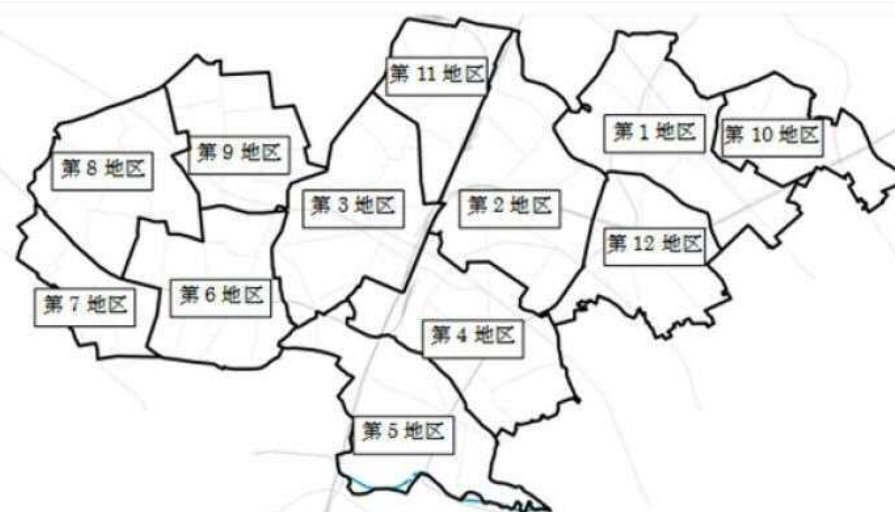 第 11 地区
第 1 地区
第 10 地区
第 9 地区
第 8 地区
第 3 地区
第 2 地区
第 12 地区
第 6 地区
第 7 地区
第 4 地区
第 5 地区